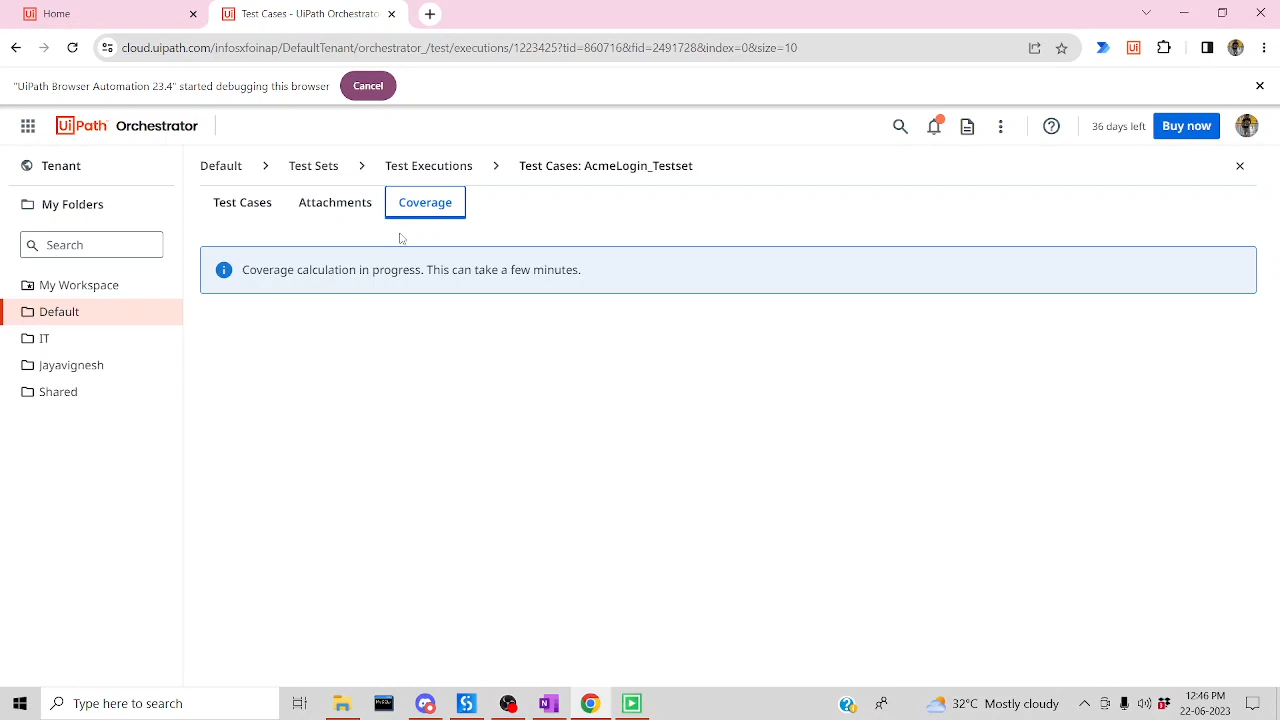 Home
Test Cases - UiPath Orchestrator
cloud.uipath.com/infosxfoinap/DefaultTenant/orchestrator_/test/executions/1223425?tid=860716&fid=2491728&index=0&size=10
"UiPath Browser Automation 23.4" started debugging this browser
Cancel
UiPath Orchestrator
36 days left
Buy now
Tenant
Default > Test Sets > Test Executions > Test Cases: AcmeLogin_Testset
My Folders
Test Cases
Attachments
Coverage
Search
Coverage calculation in progress. This can take a few minutes.
My Workspace
Default
IT
Jayavignesh
Shared
Type here to search
32°C Mostly cloudy
12:46 PM
22-06-2023